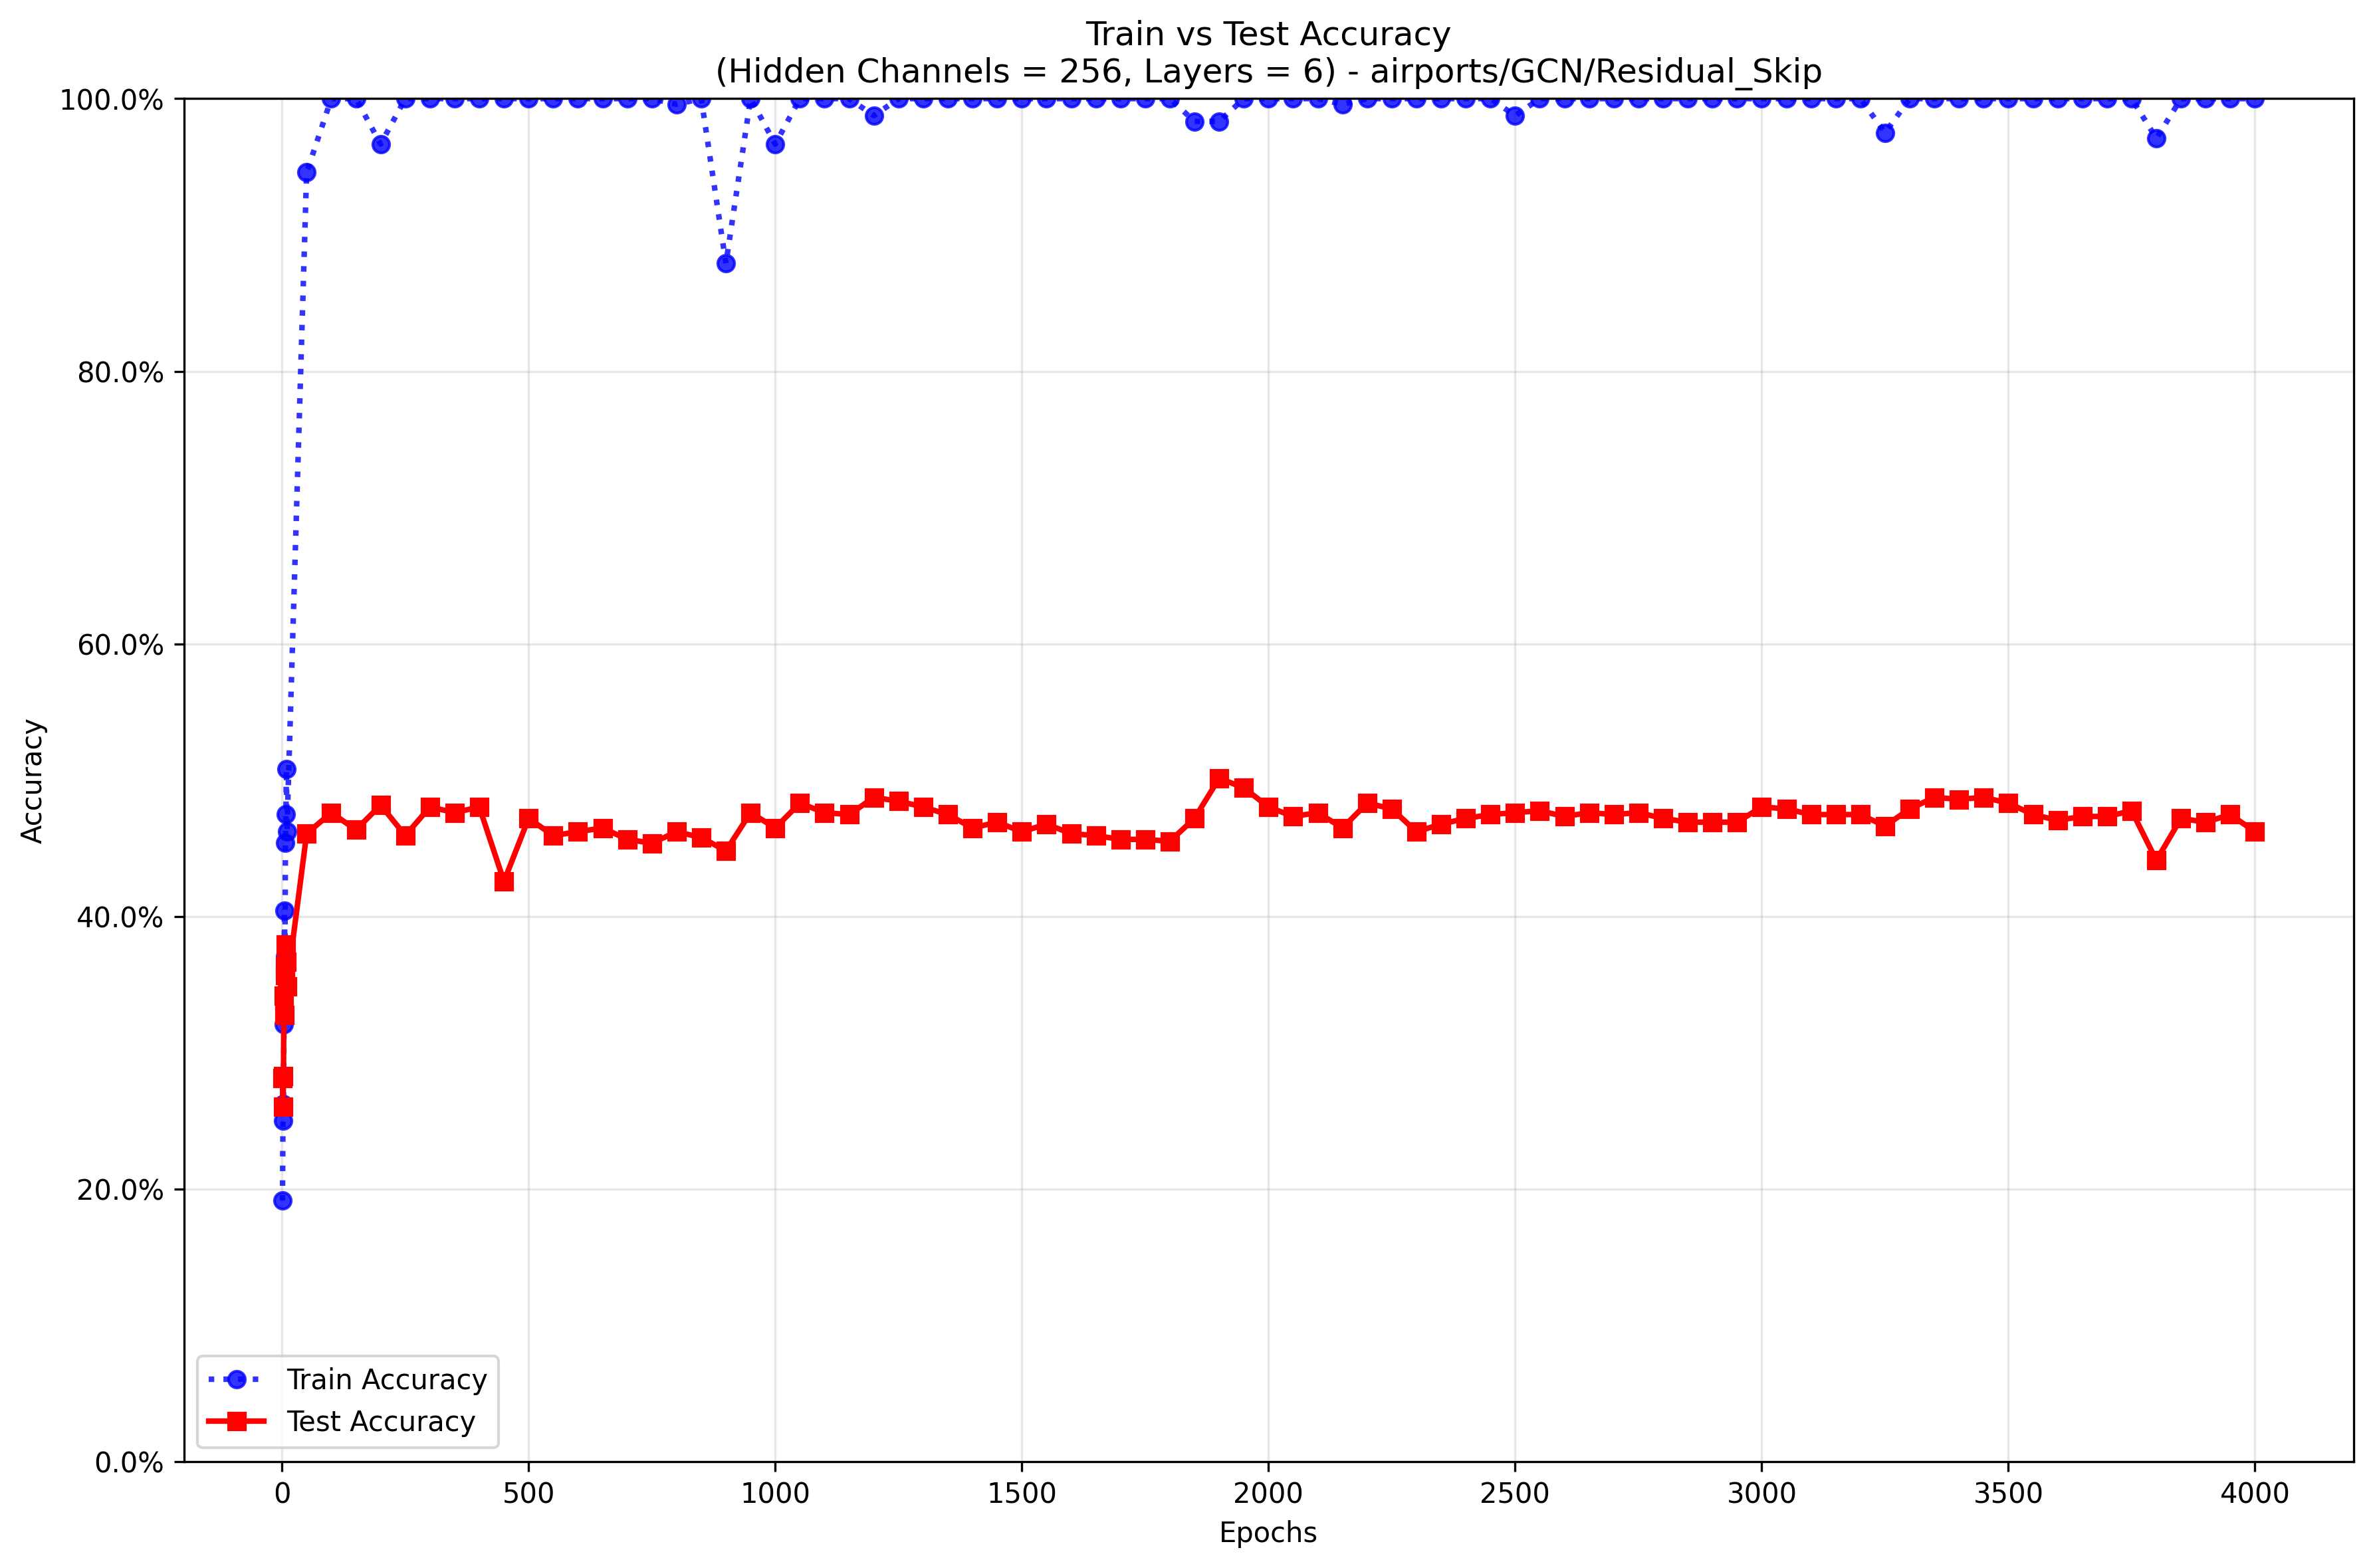 Train vs Test Accuracy
(Hidden Channels = 256, Layers = 6) - airports/GCN/Residual_Skip
100.0%
80.0%
60.0%
40.0%
20.0%
0.0%
Accuracy
Train Accuracy
Test Accuracy
0 500 1000 1500 2000 2500 3000 3500 4000
Epochs